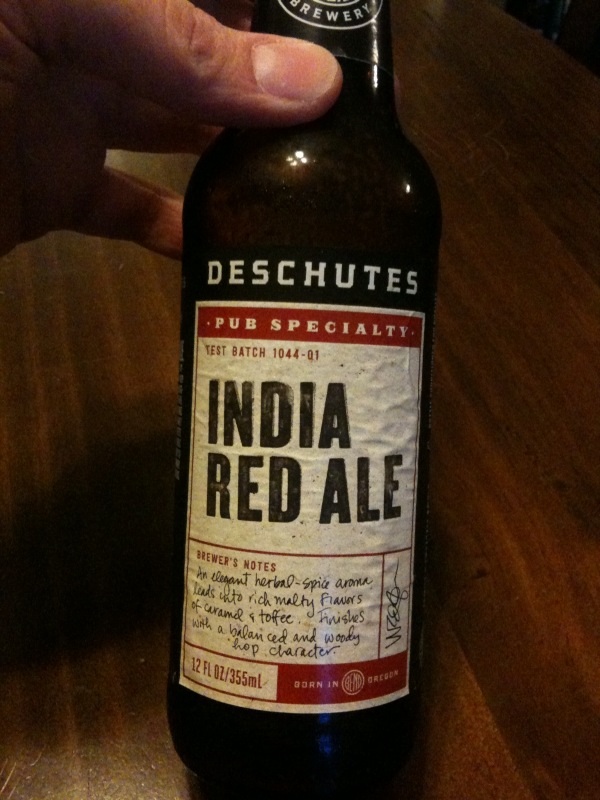 BREWERY
DESCHUTES
·PUB SPECIALTY·
TEST BATCH 1044-Q1
INDIA
RED ALE
BREWER'S NOTES
An elegant herbal-spice aroma
leads into rich malty flavors
of caramel & toffee. Finishes
with a balanced and woody
hop character
12 FL OZ/355mL
BORN IN BEND OREGON